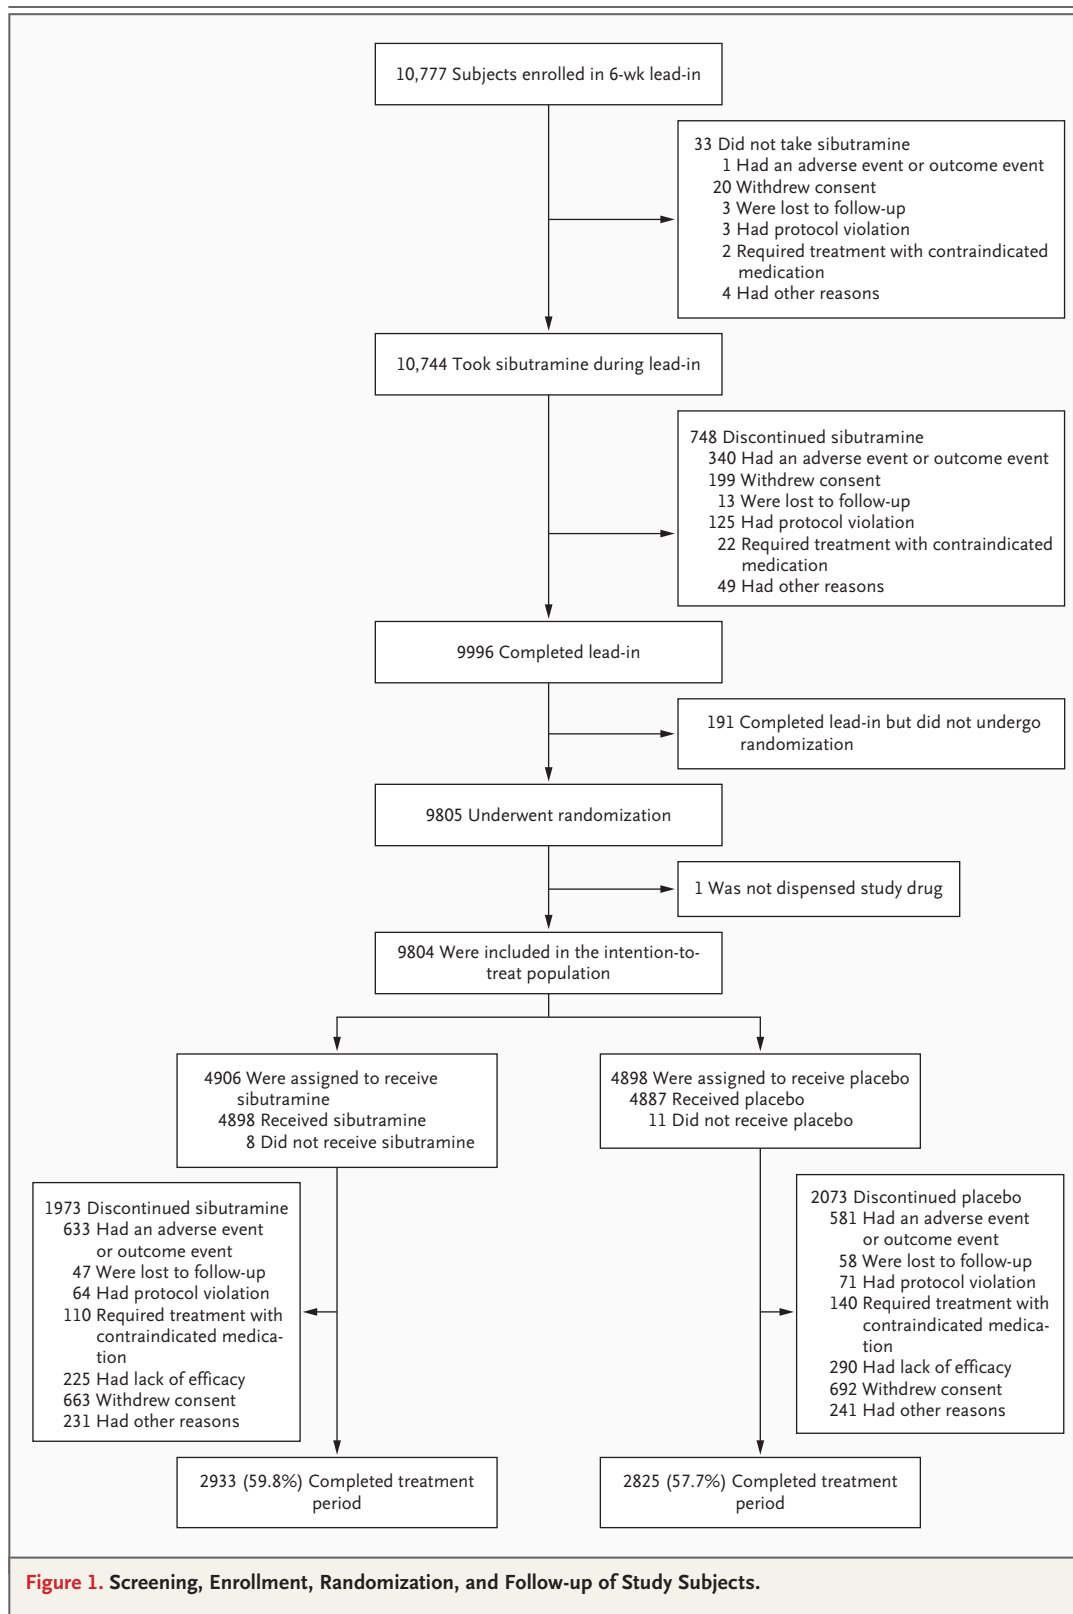 10,777 Subjects enrolled in 6-wk lead-in
33 Did not take sibutramine
1 Had an adverse event or outcome event
20 Withdrew consent
3 Were lost to follow-up
3 Had protocol violation
2 Required treatment with contraindicated
medication
4 Had other reasons
10,744 Took sibutramine during lead-in
748 Discontinued sibutramine
340 Had an adverse event or outcome event
199 Withdrew consent
13 Were lost to follow-up
125 Had protocol violation
22 Required treatment with contraindicated
medication
49 Had other reasons
9996 Completed lead-in
191 Completed lead-in but did not undergo
randomization
9805 Underwent randomization
1 Was not dispensed study drug
9804 Were included in the intention-to-
treat population
4906 Were assigned to receive
sibutramine
4898 Received sibutramine
8 Did not receive sibutramine
4898 Were assigned to receive placebo
4887 Received placebo
11 Did not receive placebo
1973 Discontinued sibutramine
633 Had an adverse event
or outcome event
47 Were lost to follow-up
64 Had protocol violation
110 Required treatment with
contraindicated medica-
tion
225 Had lack of efficacy
663 Withdrew consent
231 Had other reasons
2073 Discontinued placebo
581 Had an adverse event
or outcome event
58 Were lost to follow-up
71 Had protocol violation
140 Required treatment with
contraindicated medica-
tion
290 Had lack of efficacy
692 Withdrew consent
241 Had other reasons
2933 (59.8%) Completed treatment
period
2825 (57.7%) Completed treatment
period
Figure 1. Screening, Enrollment, Randomization, and Follow-up of Study Subjects.